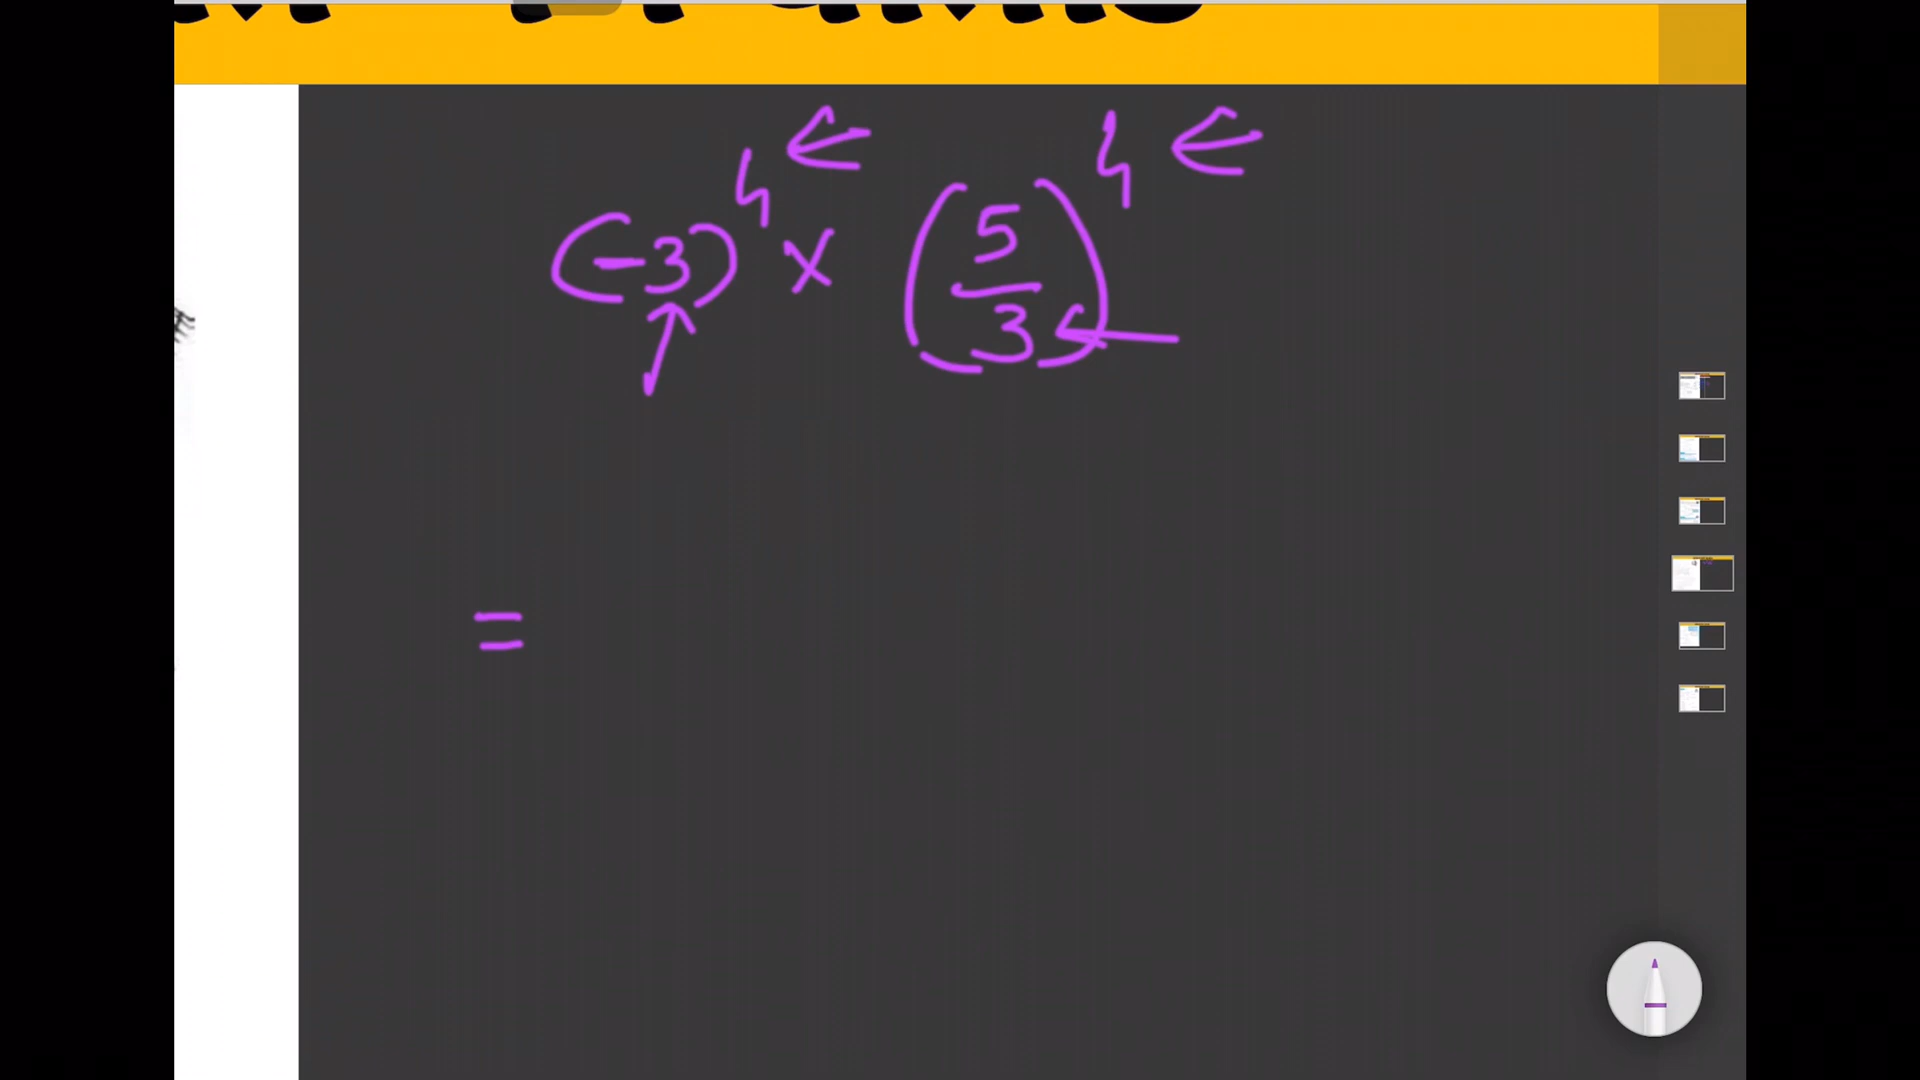 (-3)⁴ × (5/3)⁴
=